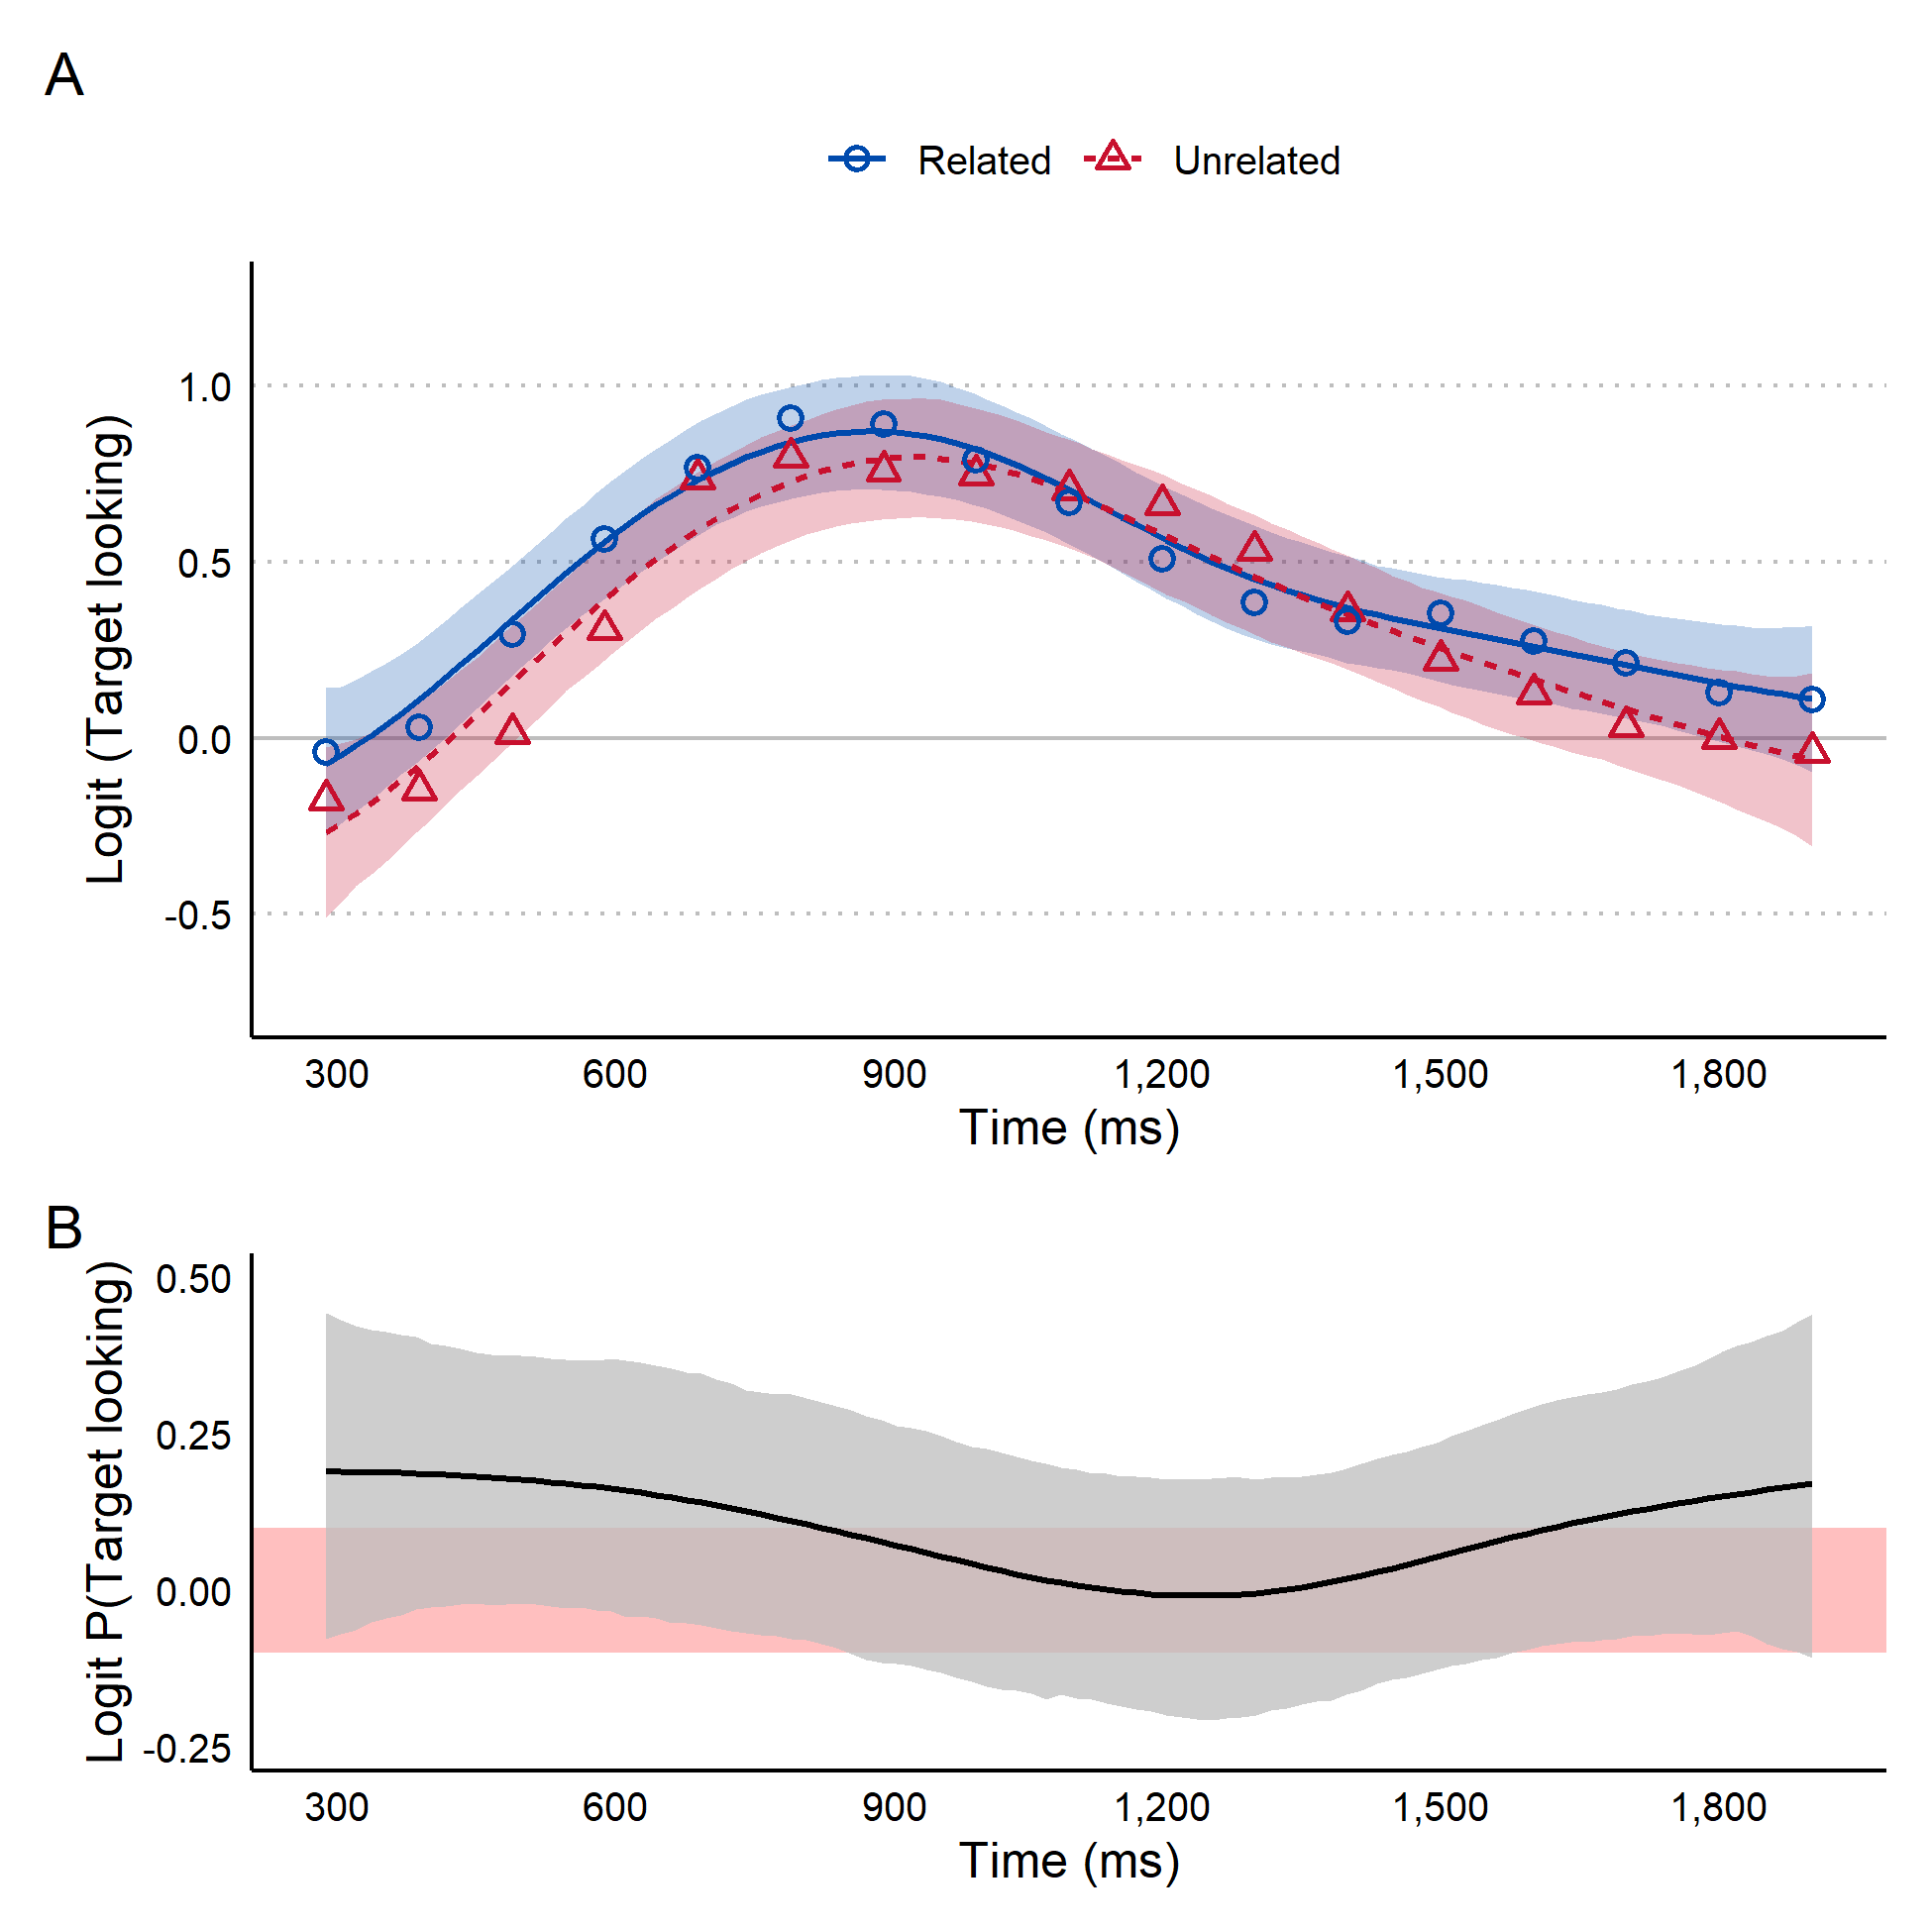 A
Related Unrelated
Logit (Target looking)
1.0
0.5
0.0
-0.5
300 600 900 1,200 1,500 1,800
Time (ms)
B
Logit P(Target looking)
0.50
0.25
0.00
-0.25
300 600 900 1,200 1,500 1,800
Time (ms)